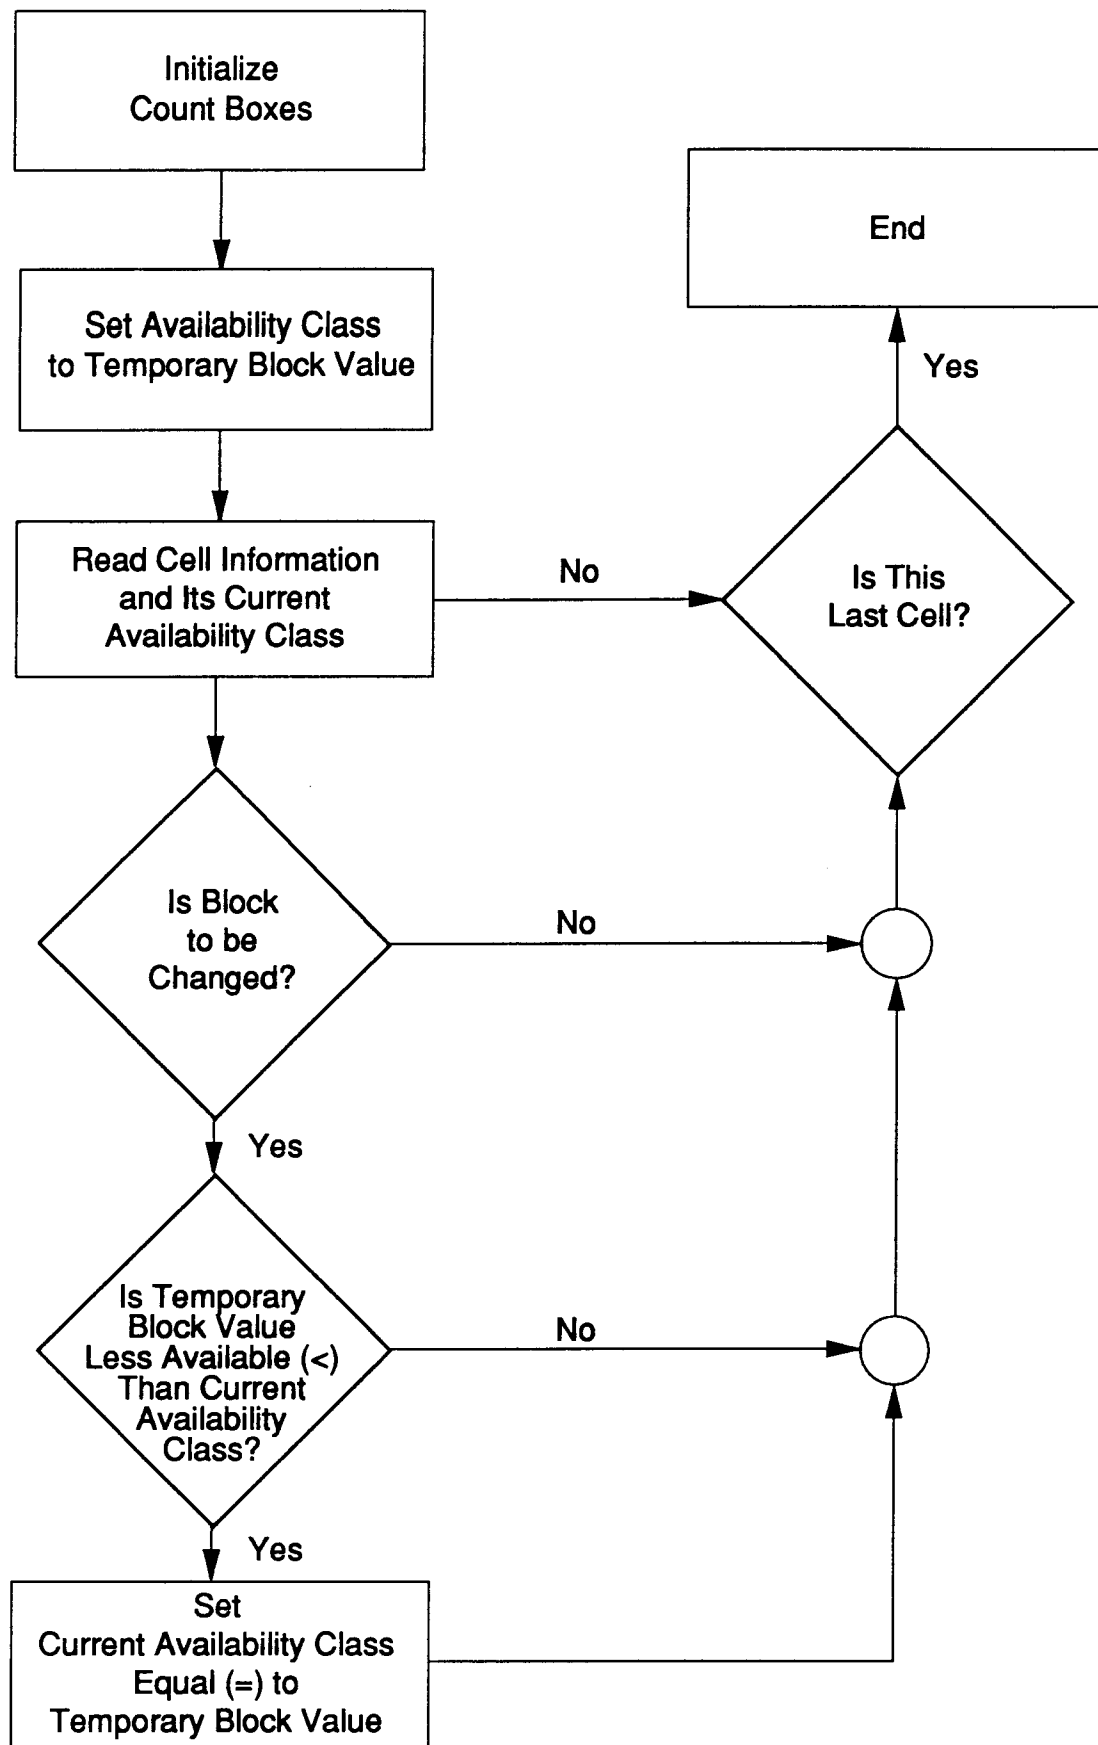 Initialize
Count Boxes
End
Set Availability Class
to Temporary Block Value
Yes
Read Cell Information
and Its Current
Availability Class
No
Is This
Last Cell?
Is Block
to be
Changed?
No
Yes
Is Temporary
Block Value
Less Available (<)
Than Current
Availability
Class?
No
Yes
Set
Current Availability Class
Equal (=) to
Temporary Block Value